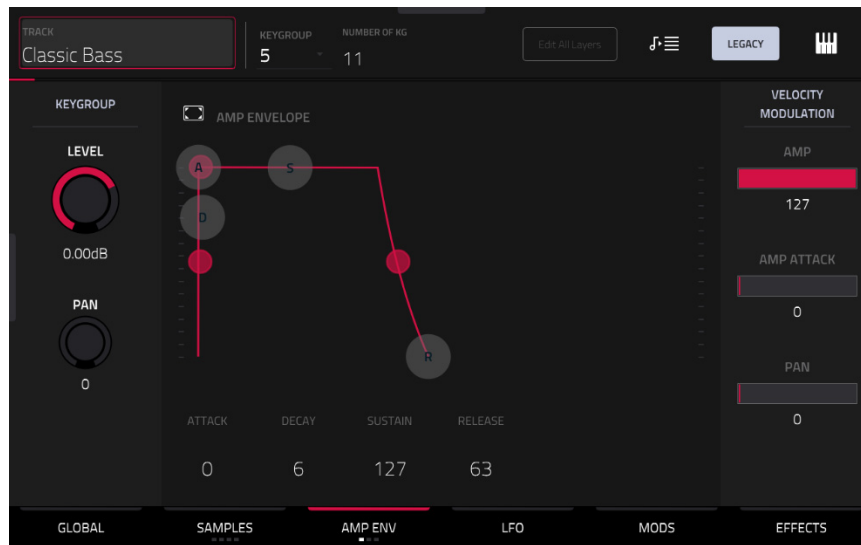 TRACK
Classic Bass
KEYGROUP
5
NUMBER OF KG
11
Edit All Layers
LEGACY
KEYGROUP
LEVEL
0.00dB
PAN
0
AMP ENVELOPE
A
S
D
R
ATTACK DECAY SUSTAIN RELEASE
0 6 127 63
VELOCITY
MODULATION
AMP
127
AMP ATTACK
0
PAN
0
GLOBAL SAMPLES AMP ENV LFO MODS EFFECTS